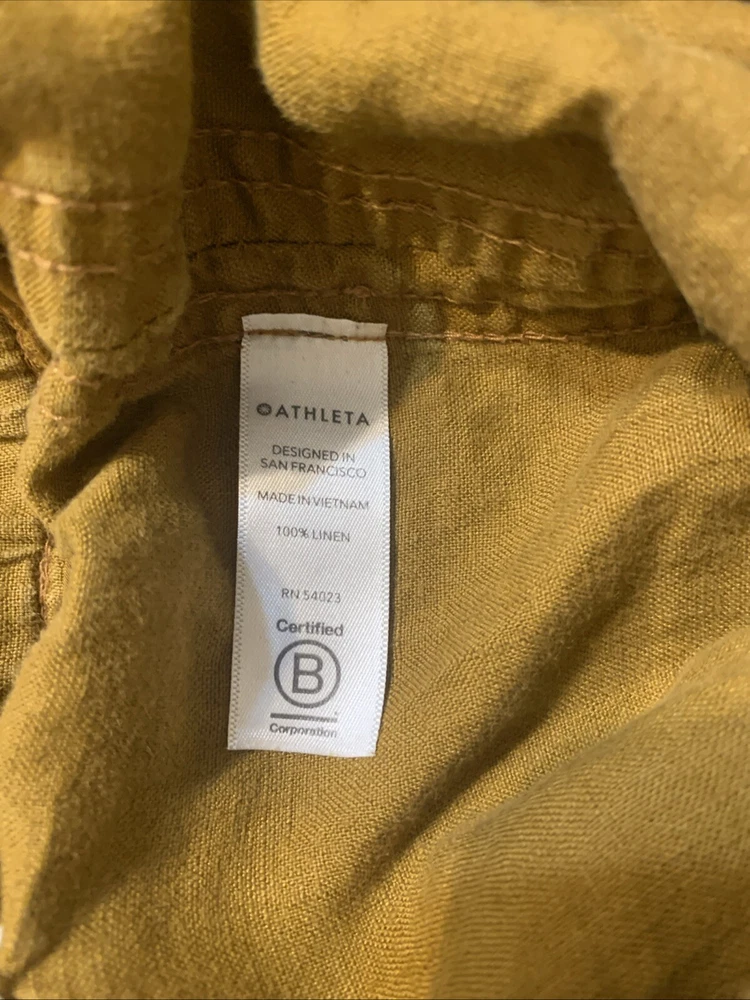 ATHLETA
DESIGNED IN
SAN FRANCISCO
MADE IN VIETNAM
100% LINEN
RN 54023
Certified
B
Corporation